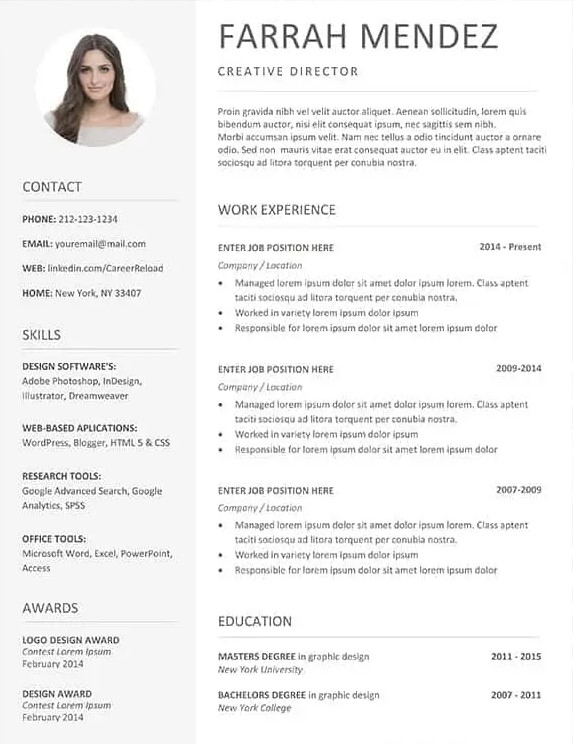 FARRAH MENDEZ
CREATIVE DIRECTOR
Proin gravida nibh vel velit auctor aliquet. Aenean sollicitudin, lorem quis
bibendum auctor, nisi elit consequat ipsum, nec sagittis sem nibh.
Morbi accumsan ipsum velit. Nam nec tellus a odio tincidunt auctor a ornare
odio. Sed non mauris vitae erat consequat auctor eu in elit. Class aptent taciti
sociosqu ad litora torquent per conubia nostra.
CONTACT
PHONE: 212-123-1234
EMAIL: youremail@mail.com
WEB: linkedin.com/CareerReload
HOME: New York, NY 33407
SKILLS
DESIGN SOFTWARE'S:
Adobe Photoshop, InDesign,
Illustrator, Dreamweaver
WEB-BASED APLICATIONS:
WordPress, Blogger, HTML 5 & CSS
RESEARCH TOOLS:
Google Advanced Search, Google
Analytics, SPSS
OFFICE TOOLS:
Microsoft Word, Excel, PowerPoint,
Access
AWARDS
LOGO DESIGN AWARD
Contest Lorem Ipsum
February 2014
DESIGN AWARD
Contest Lorem Ipsum
February 2014
WORK EXPERIENCE
ENTER JOB POSITION HERE 2014 - Present
Company / Location
• Managed lorem ipsum dolor sit amet dolor ipsum lorem. Class aptent
taciti sociosqu ad litora torquent per conubia nostra.
• Worked in variety lorem ipsum dolor ipsum
• Responsible for lorem ipsum dolor sit amet lorem ipsum dolor
ENTER JOB POSITION HERE 2009-2014
Company / Location
• Managed lorem ipsum dolor sit amet dolor ipsum lorem. Class aptent
taciti sociosqu ad litora torquent per conubia nostra.
• Worked in variety lorem ipsum dolor ipsum
• Responsible for lorem ipsum dolor sit amet lorem ipsum dolor
ENTER JOB POSITION HERE 2007-2009
Company / Location
• Managed lorem ipsum dolor sit amet dolor ipsum lorem. Class aptent
taciti sociosqu ad litora torquent per conubia nostra.
• Worked in variety lorem ipsum dolor ipsum
• Responsible for lorem ipsum dolor sit amet lorem ipsum dolor
EDUCATION
MASTERS DEGREE in graphic design 2011 - 2015
New York University
BACHELORS DEGREE in graphic design 2007 - 2011
New York College